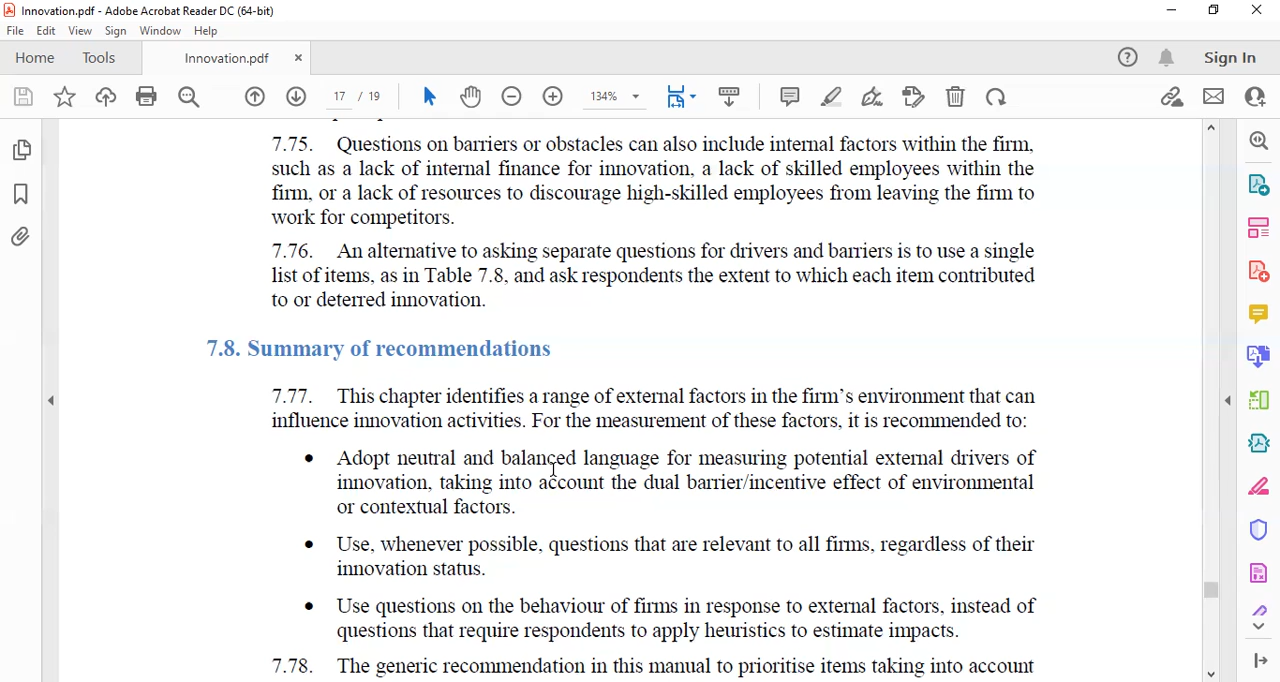 Innovation.pdf - Adobe Acrobat Reader DC (64-bit)
File Edit View Sign Window Help
Home Tools Innovation.pdf × Sign In
17 / 19 134%
7.75. Questions on barriers or obstacles can also include internal factors within the firm,
such as a lack of internal finance for innovation, a lack of skilled employees within the
firm, or a lack of resources to discourage high-skilled employees from leaving the firm to
work for competitors.
7.76. An alternative to asking separate questions for drivers and barriers is to use a single
list of items, as in Table 7.8, and ask respondents the extent to which each item contributed
to or deterred innovation.
7.8. Summary of recommendations
7.77. This chapter identifies a range of external factors in the firm's environment that can
influence innovation activities. For the measurement of these factors, it is recommended to:
• Adopt neutral and balanced language for measuring potential external drivers of
innovation, taking into account the dual barrier/incentive effect of environmental
or contextual factors.
• Use, whenever possible, questions that are relevant to all firms, regardless of their
innovation status.
• Use questions on the behaviour of firms in response to external factors, instead of
questions that require respondents to apply heuristics to estimate impacts.
7.78. The generic recommendation in this manual to prioritise items taking into account